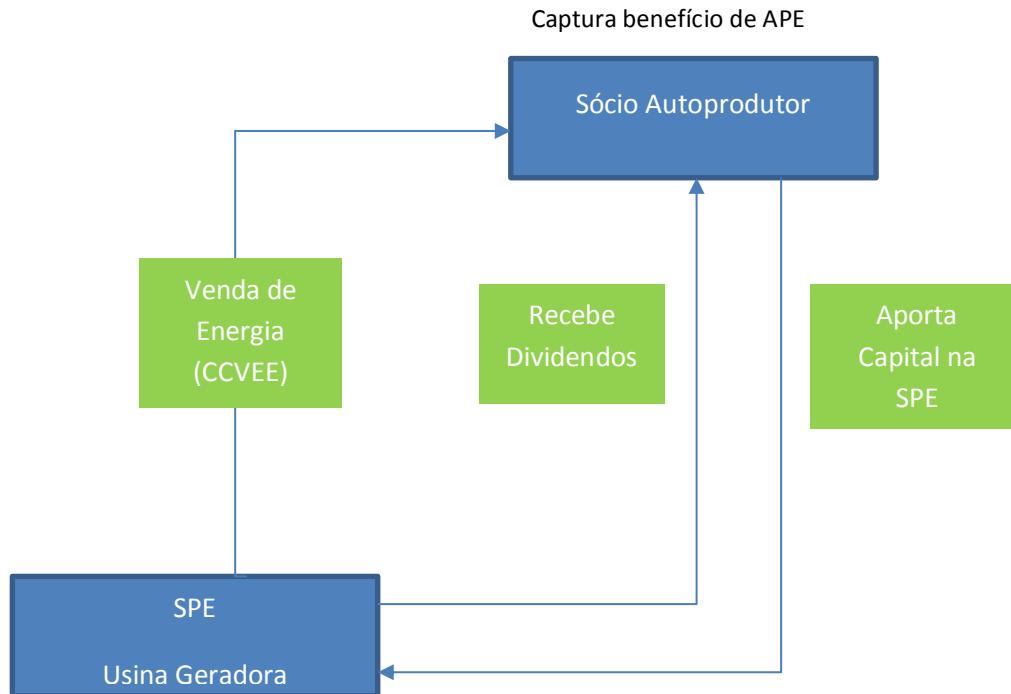 Captura benefício de APE
Sócio Autoprodutor
Venda de
Energia
(CCVEE)
Recebe
Dividendos
Aporta
Capital na
SPE
SPE
Usina Geradora